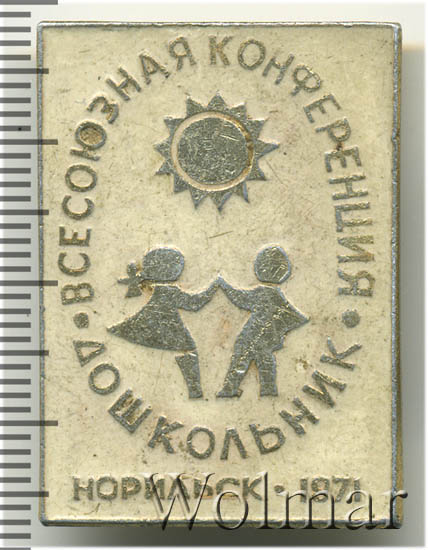 ВСЕСОЮЗНАЯ КОНФЕРЕНЦИЯ
• ДОШКОЛЬНИК •
НОРИЛЬСК • 1971
Wolmar